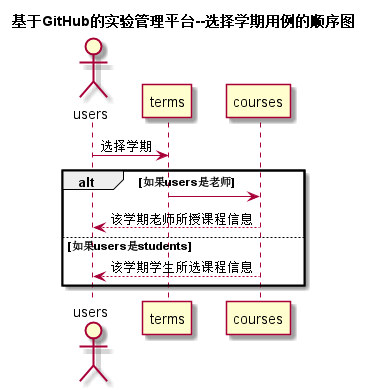 基于GitHub的实验管理平台--选择学期用例的顺序图
users
terms
courses
选择学期
alt
[如果users是老师]
该学期老师所授课程信息
[如果users是students]
该学期学生所选课程信息
users
terms
courses